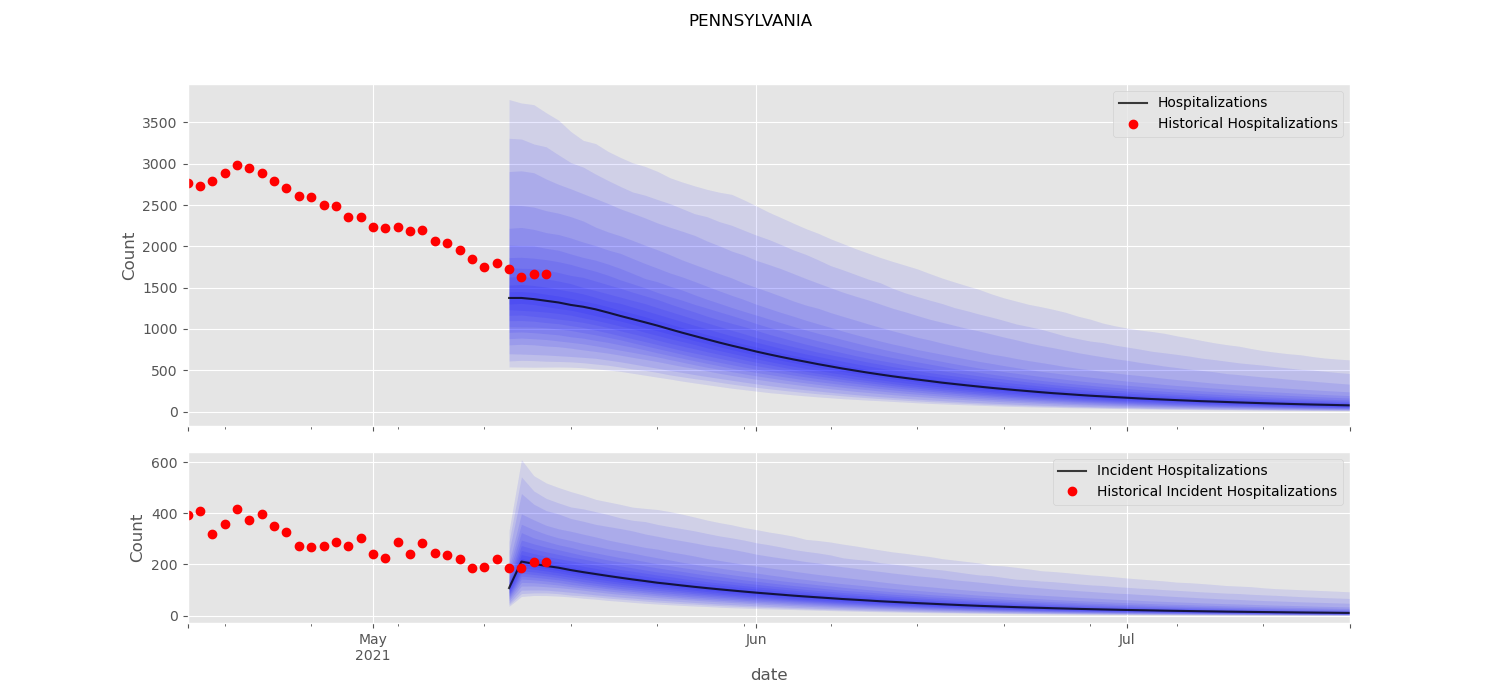 PENNSYLVANIA
Hospitalizations
Historical Hospitalizations
Count
3500
3000
2500
2000
1500
1000
500
0
Incident Hospitalizations
Historical Incident Hospitalizations
Count
600
400
200
0
May
2021
Jun
Jul
date